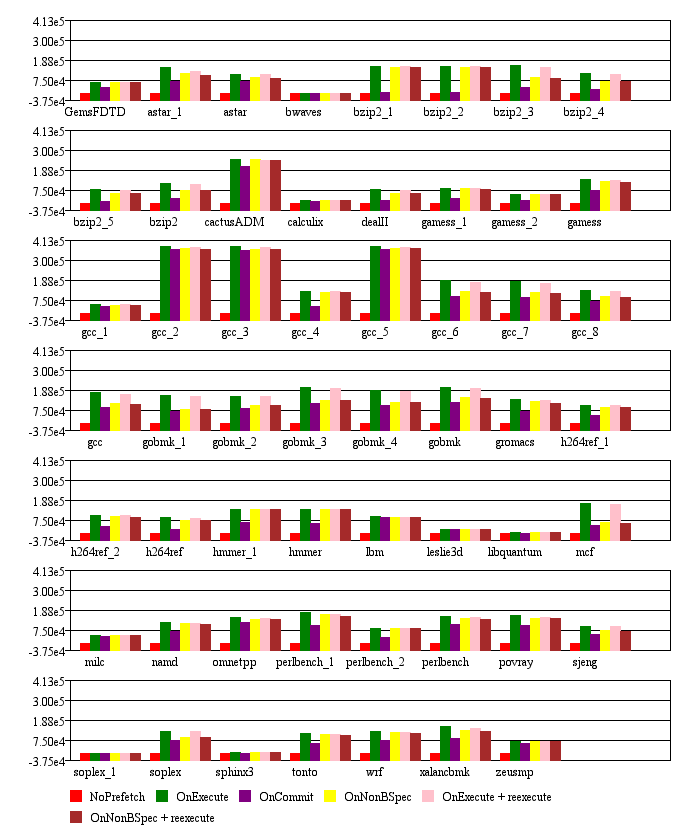 4.13e5
3.00e5
1.88e5
7.50e4
-3.75e4
GemsFDTD astar_1 astar bwaves bzip2_1 bzip2_2 bzip2_3 bzip2_4
4.13e5
3.00e5
1.88e5
7.50e4
-3.75e4
bzip2_5 bzip2 cactusADM calculix dealII gamess_1 gamess_2 gamess
4.13e5
3.00e5
1.88e5
7.50e4
-3.75e4
gcc_1 gcc_2 gcc_3 gcc_4 gcc_5 gcc_6 gcc_7 gcc_8
4.13e5
3.00e5
1.88e5
7.50e4
-3.75e4
gcc gobmk_1 gobmk_2 gobmk_3 gobmk_4 gobmk gromacs h264ref_1
4.13e5
3.00e5
1.88e5
7.50e4
-3.75e4
h264ref_2 h264ref hmmer_1 hmmer lbm leslie3d libquantum mcf
4.13e5
3.00e5
1.88e5
7.50e4
-3.75e4
milc namd omnetpp perlbench_1 perlbench_2 perlbench povray sjeng
4.13e5
3.00e5
1.88e5
7.50e4
-3.75e4
soplex_1 soplex sphinx3 tonto wrf xalancbmk zeusmp
NoPrefetch OnExecute OnCommit OnNonBSpec OnExecute + reexecute
OnNonBSpec + reexecute